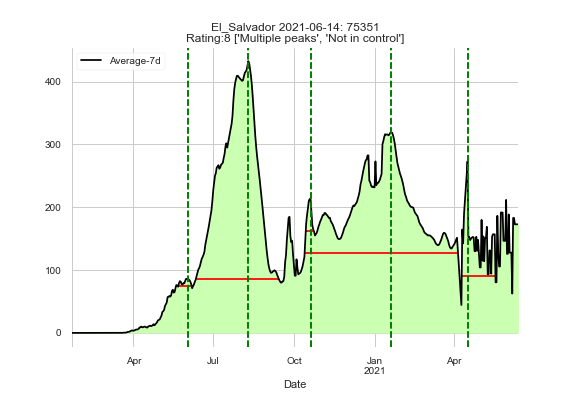 El_Salvador 2021-06-14: 75351
Rating:8 ['Multiple peaks', 'Not in control']
Average-7d
400
300
200
100
0
Apr Jul Oct Jan Apr
2021
Date